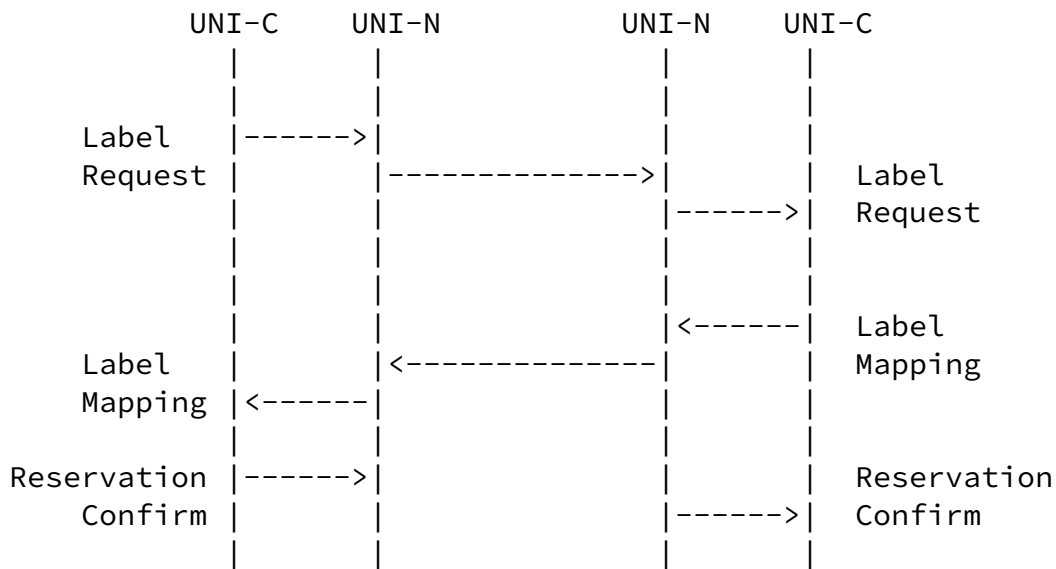 UNI-C UNI-N UNI-N UNI-C
Label
Request Label
Request
Label
Label Mapping
Mapping
Reservation Reservation
Confirm Confirm